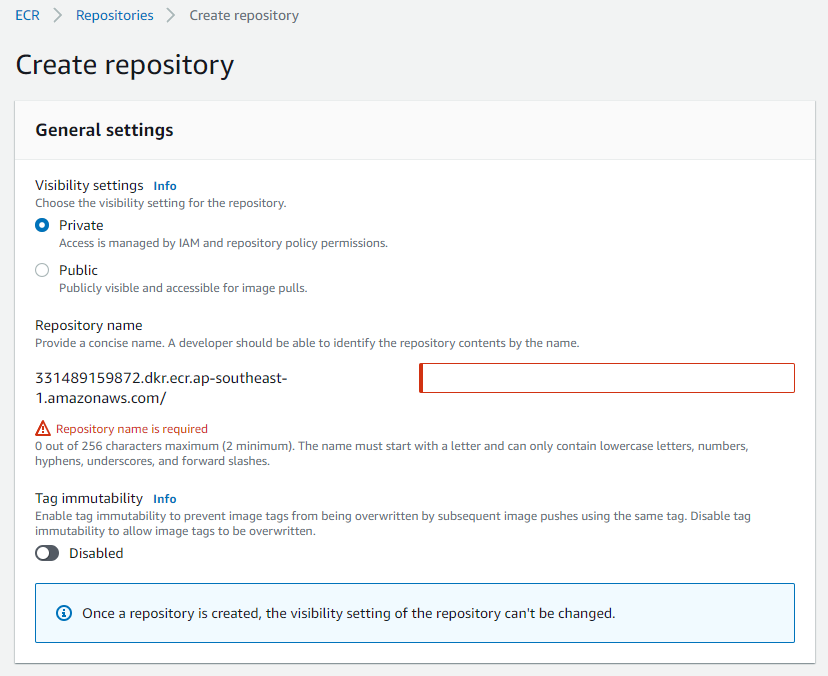 ECR > Repositories > Create repository
Create repository
General settings
Visibility settings Info
Choose the visibility setting for the repository.
Private
Access is managed by IAM and repository policy permissions.
Public
Publicly visible and accessible for image pulls.
Repository name
Provide a concise name. A developer should be able to identify the repository contents by the name.
331489159872.dkr.ecr.ap-southeast-
1.amazonaws.com/
Repository name is required
0 out of 256 characters maximum (2 minimum). The name must start with a letter and can only contain lowercase letters, numbers,
hyphens, underscores, and forward slashes.
Tag immutability Info
Enable tag immutability to prevent image tags from being overwritten by subsequent image pushes using the same tag. Disable tag
immutability to allow image tags to be overwritten.
Disabled
Once a repository is created, the visibility setting of the repository can't be changed.